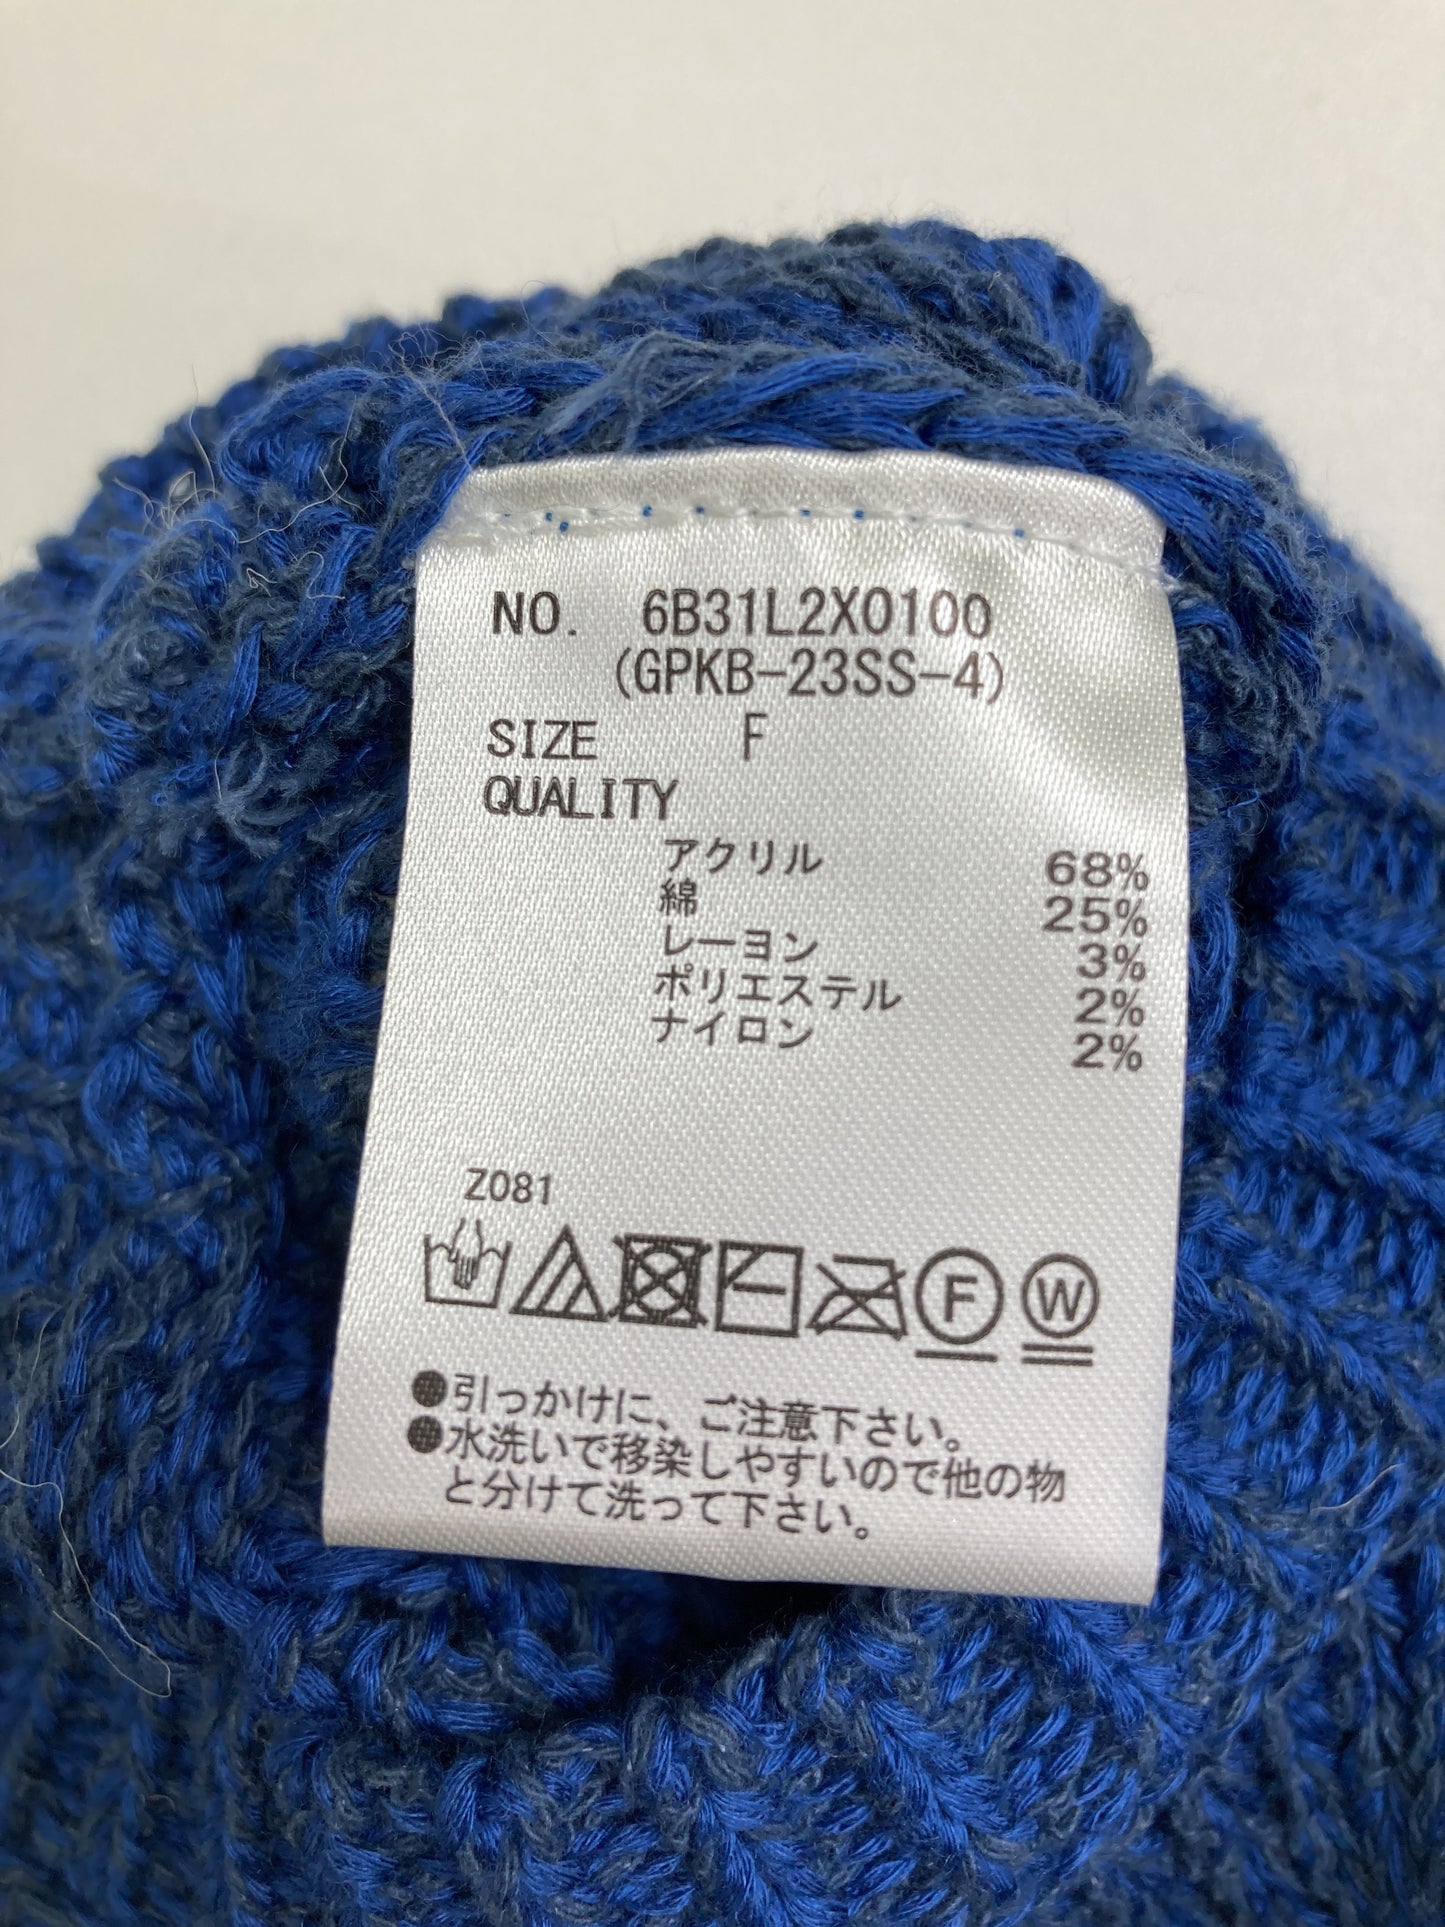 NO. 6B31L2X0100
(GPKB-23SS-4)
SIZE F
QUALITY
アクリル 68%
綿 25%
レーヨン 3%
ポリエステル 2%
ナイロン 2%
Z081
F W
●引っかけに、ご注意下さい。
●水洗いで移染しやすいので他の物
と分けて洗って下さい。